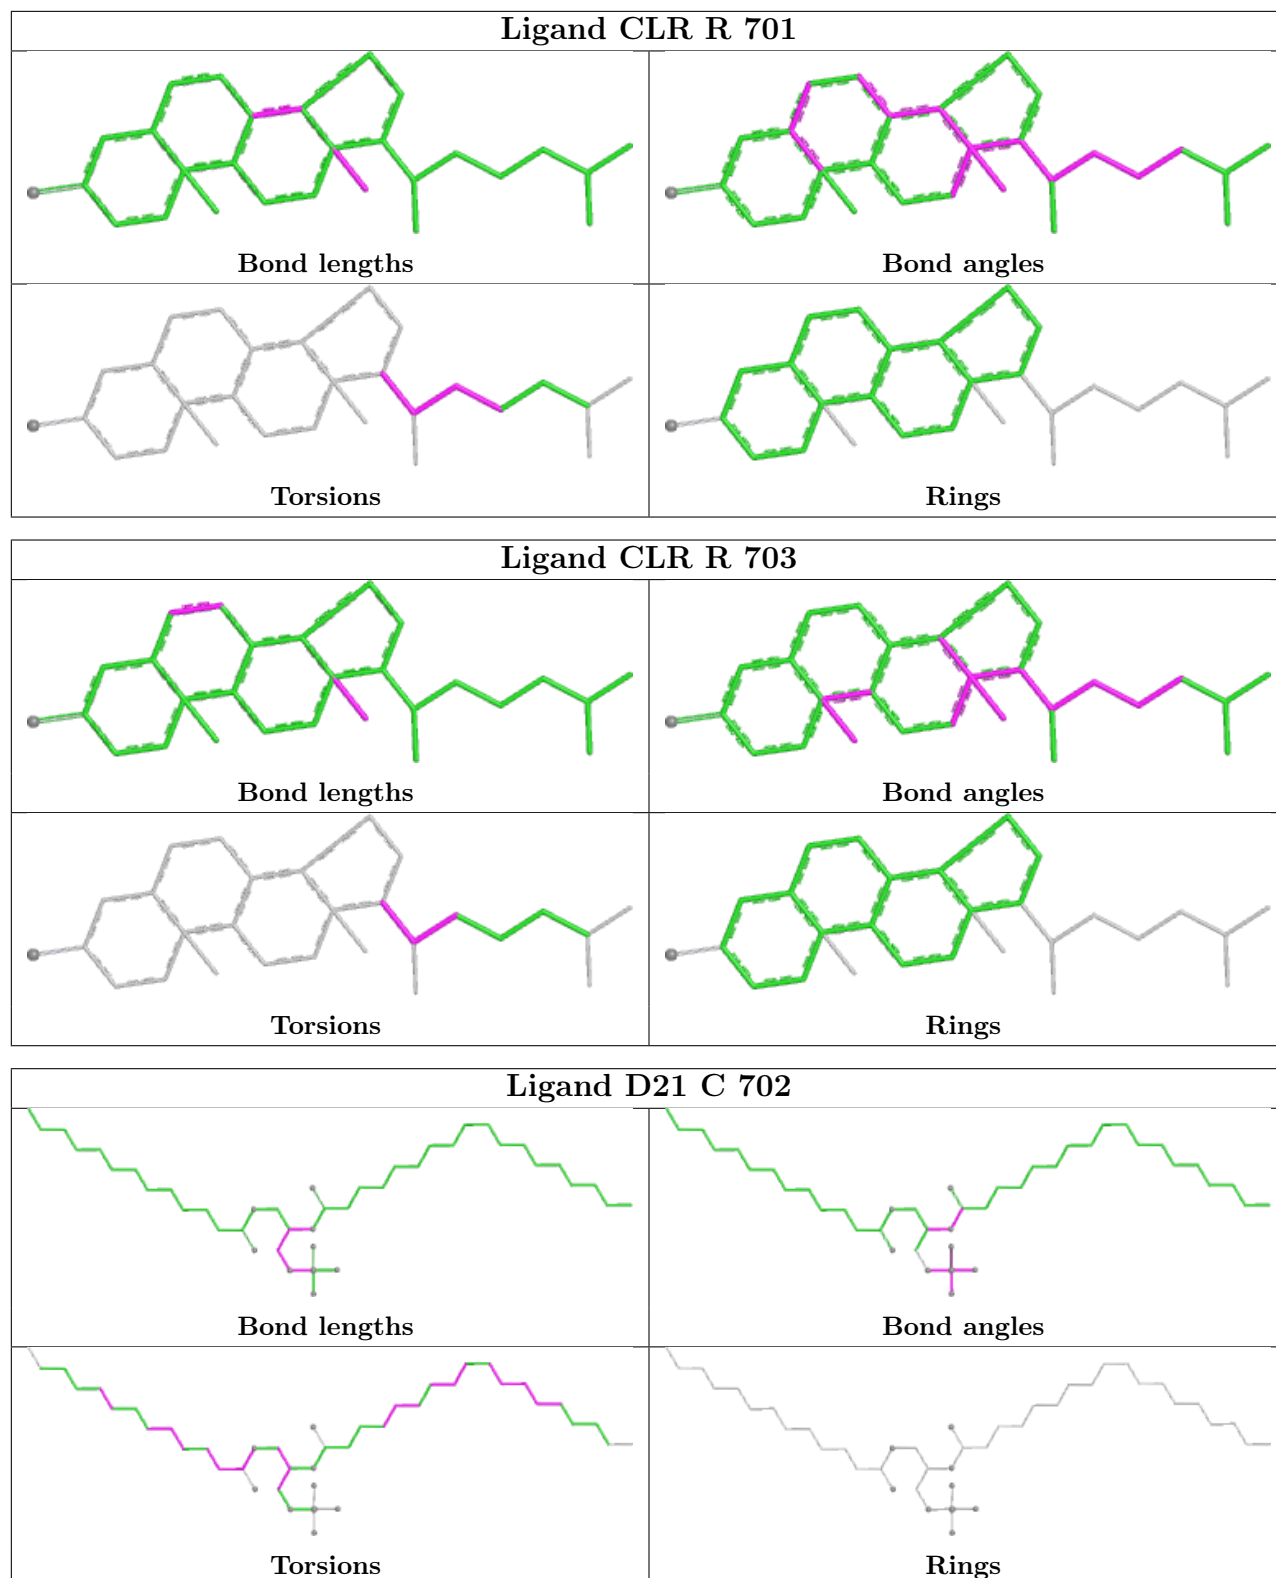 Ligand CLR R 701
Bond lengths
Bond angles
Torsions
Rings
Ligand CLR R 703
Bond lengths
Bond angles
Torsions
Rings
Ligand D21 C 702
Bond lengths
Bond angles
Torsions
Rings